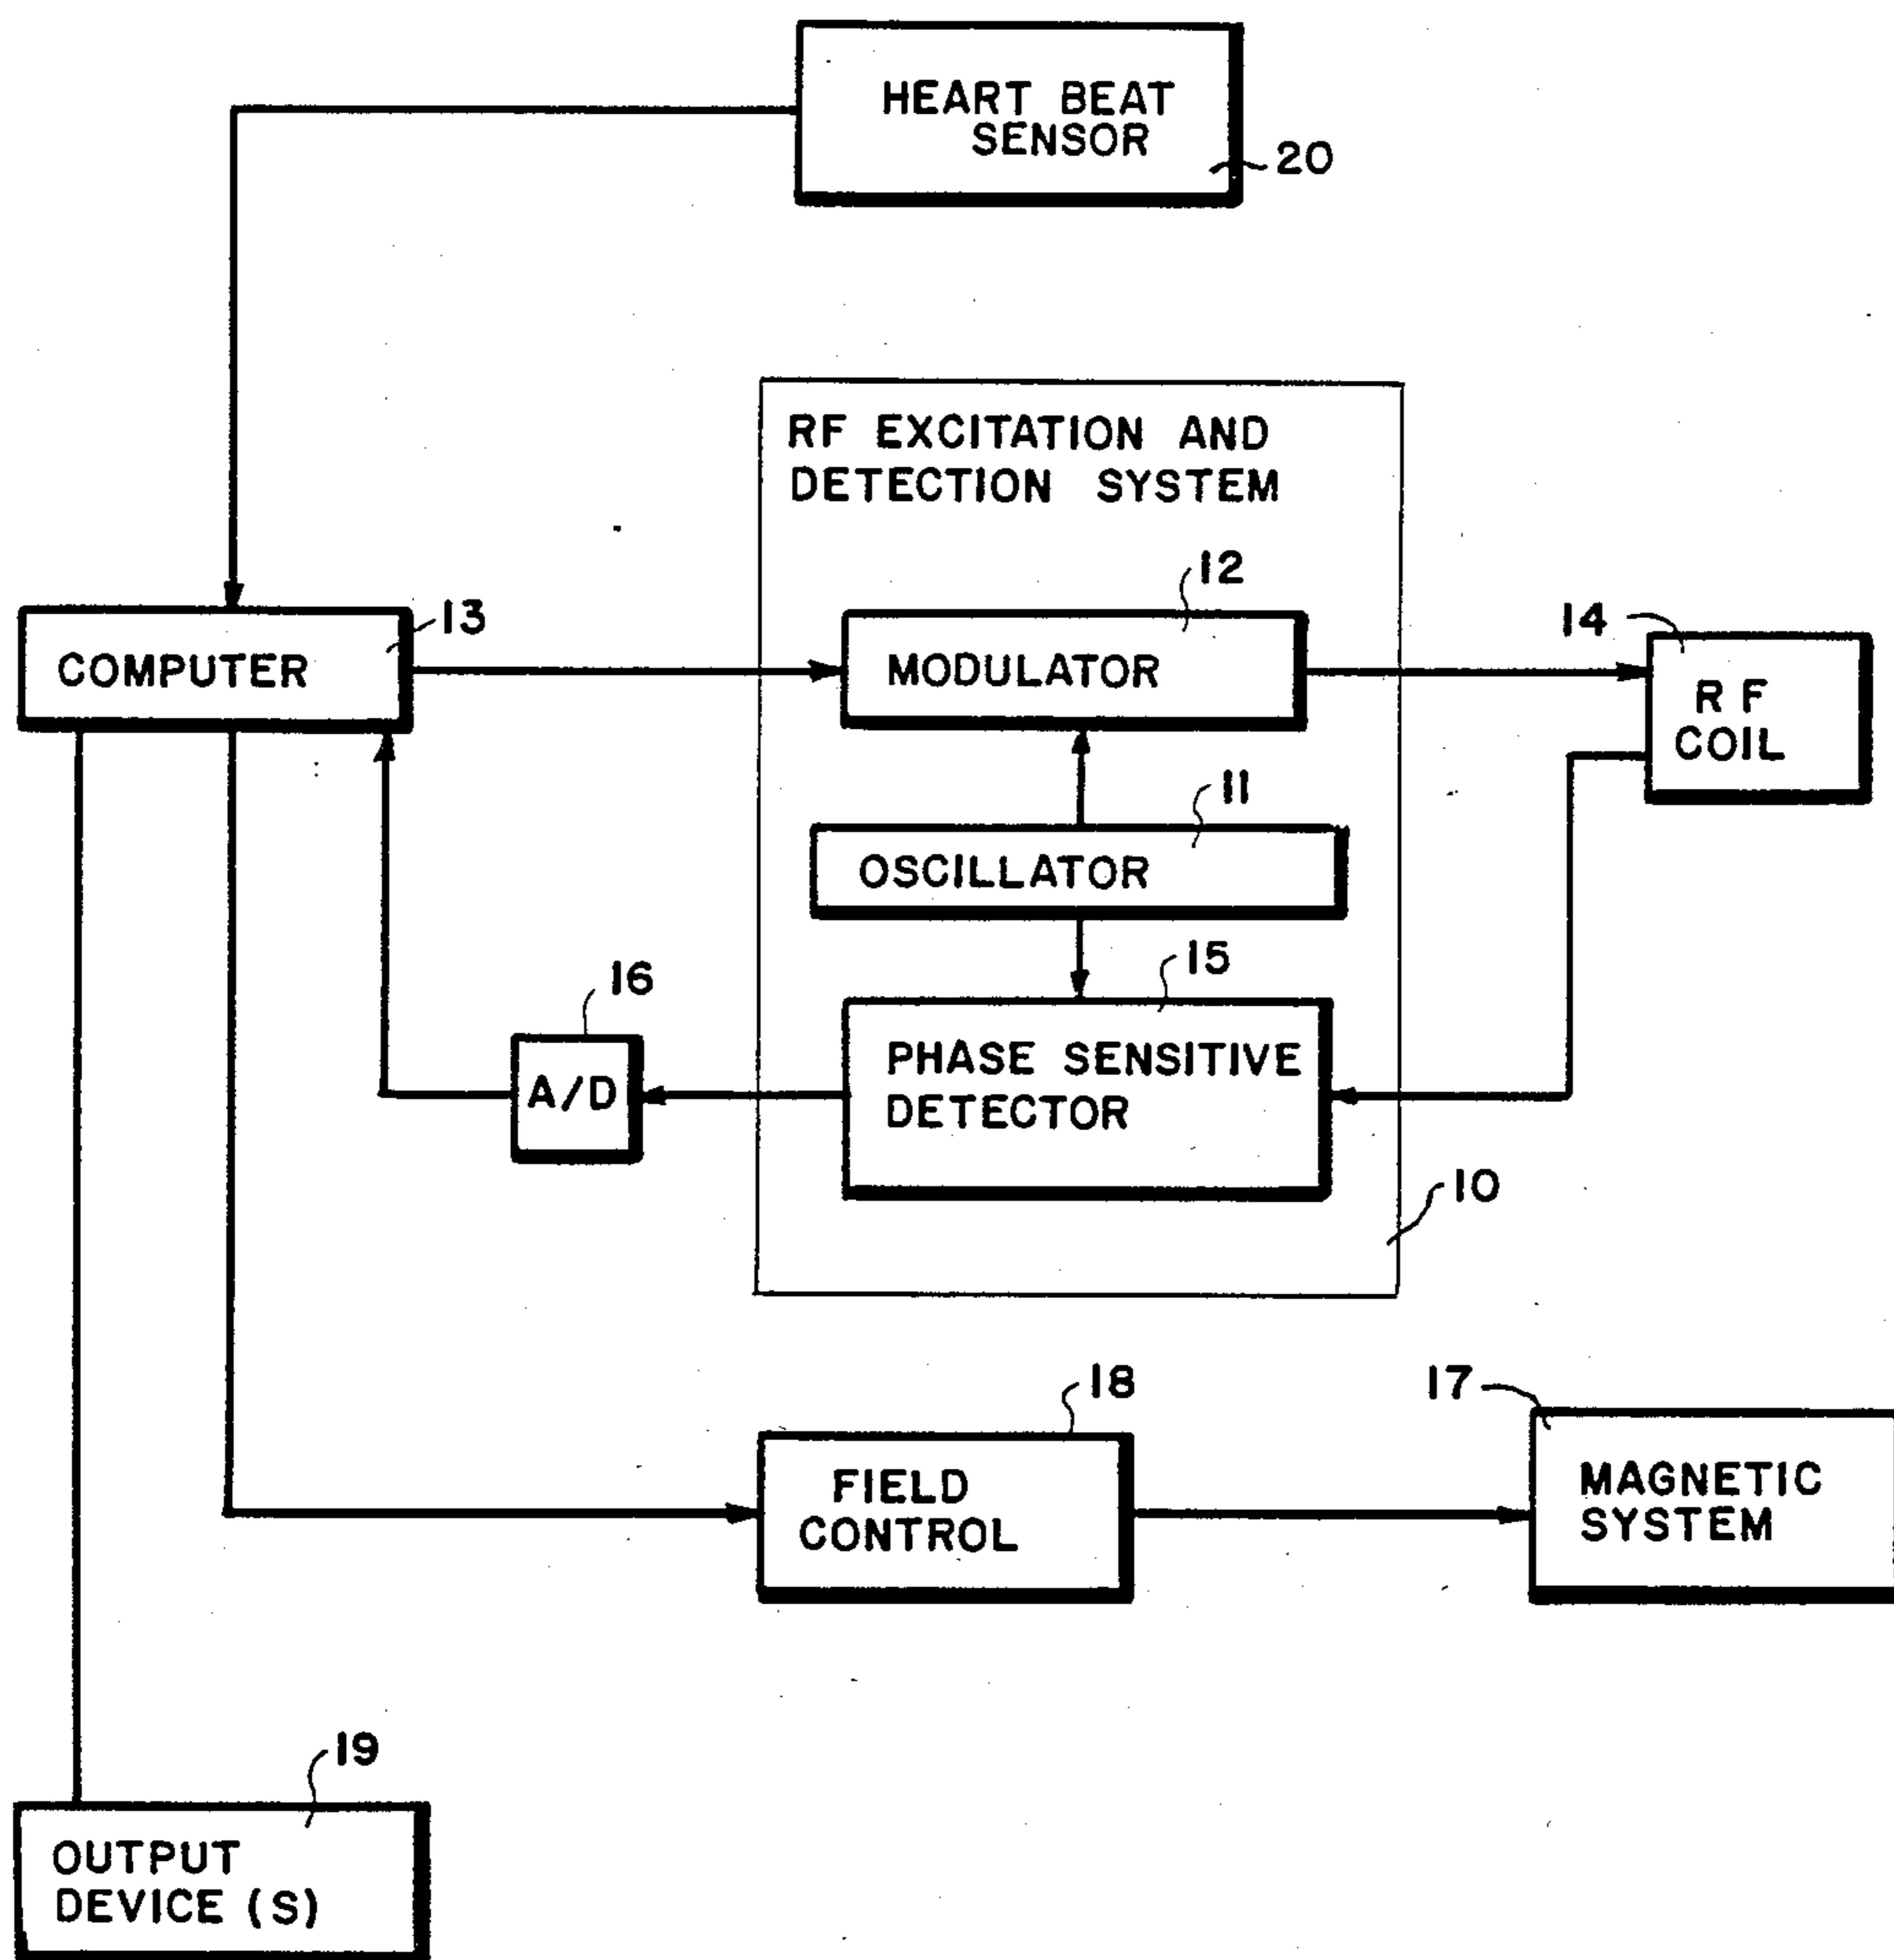 HEART BEAT
SENSOR
20
RF EXCITATION AND
DETECTION SYSTEM
12
13
14
COMPUTER
MODULATOR
RF
COIL
11
OSCILLATOR
15
16
PHASE SENSITIVE
DETECTOR
A/D
10
18
17
FIELD
CONTROL
MAGNETIC
SYSTEM
19
OUTPUT
DEVICE (S)